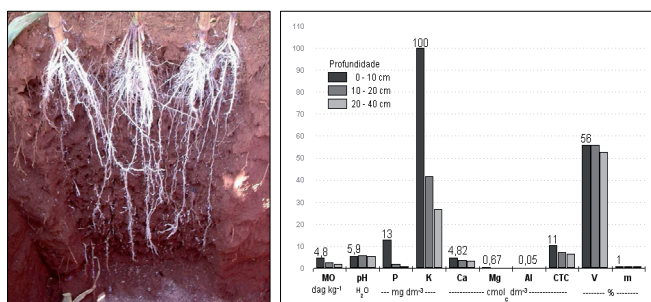 Profundidade
0 - 10 cm
10 - 20 cm
20 - 40 cm
110
100
90
80
70
60
50
40
30
20
10
0
4,8 5,9 13 100 4,82 0,67 0,05 11 56 1
MO pH P K Ca Mg Al CTC V m
dag kg⁻¹ H₂O --- mg dm⁻³ --- --------- cmolc dm⁻³ --------- ---- % ----